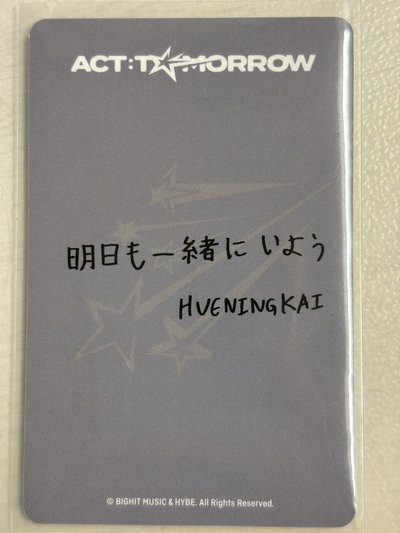 ACT:TOMORROW
明日も一緒にいよう
HUENINGKAI
© BIGHIT MUSIC & HYBE. All Rights Reserved.